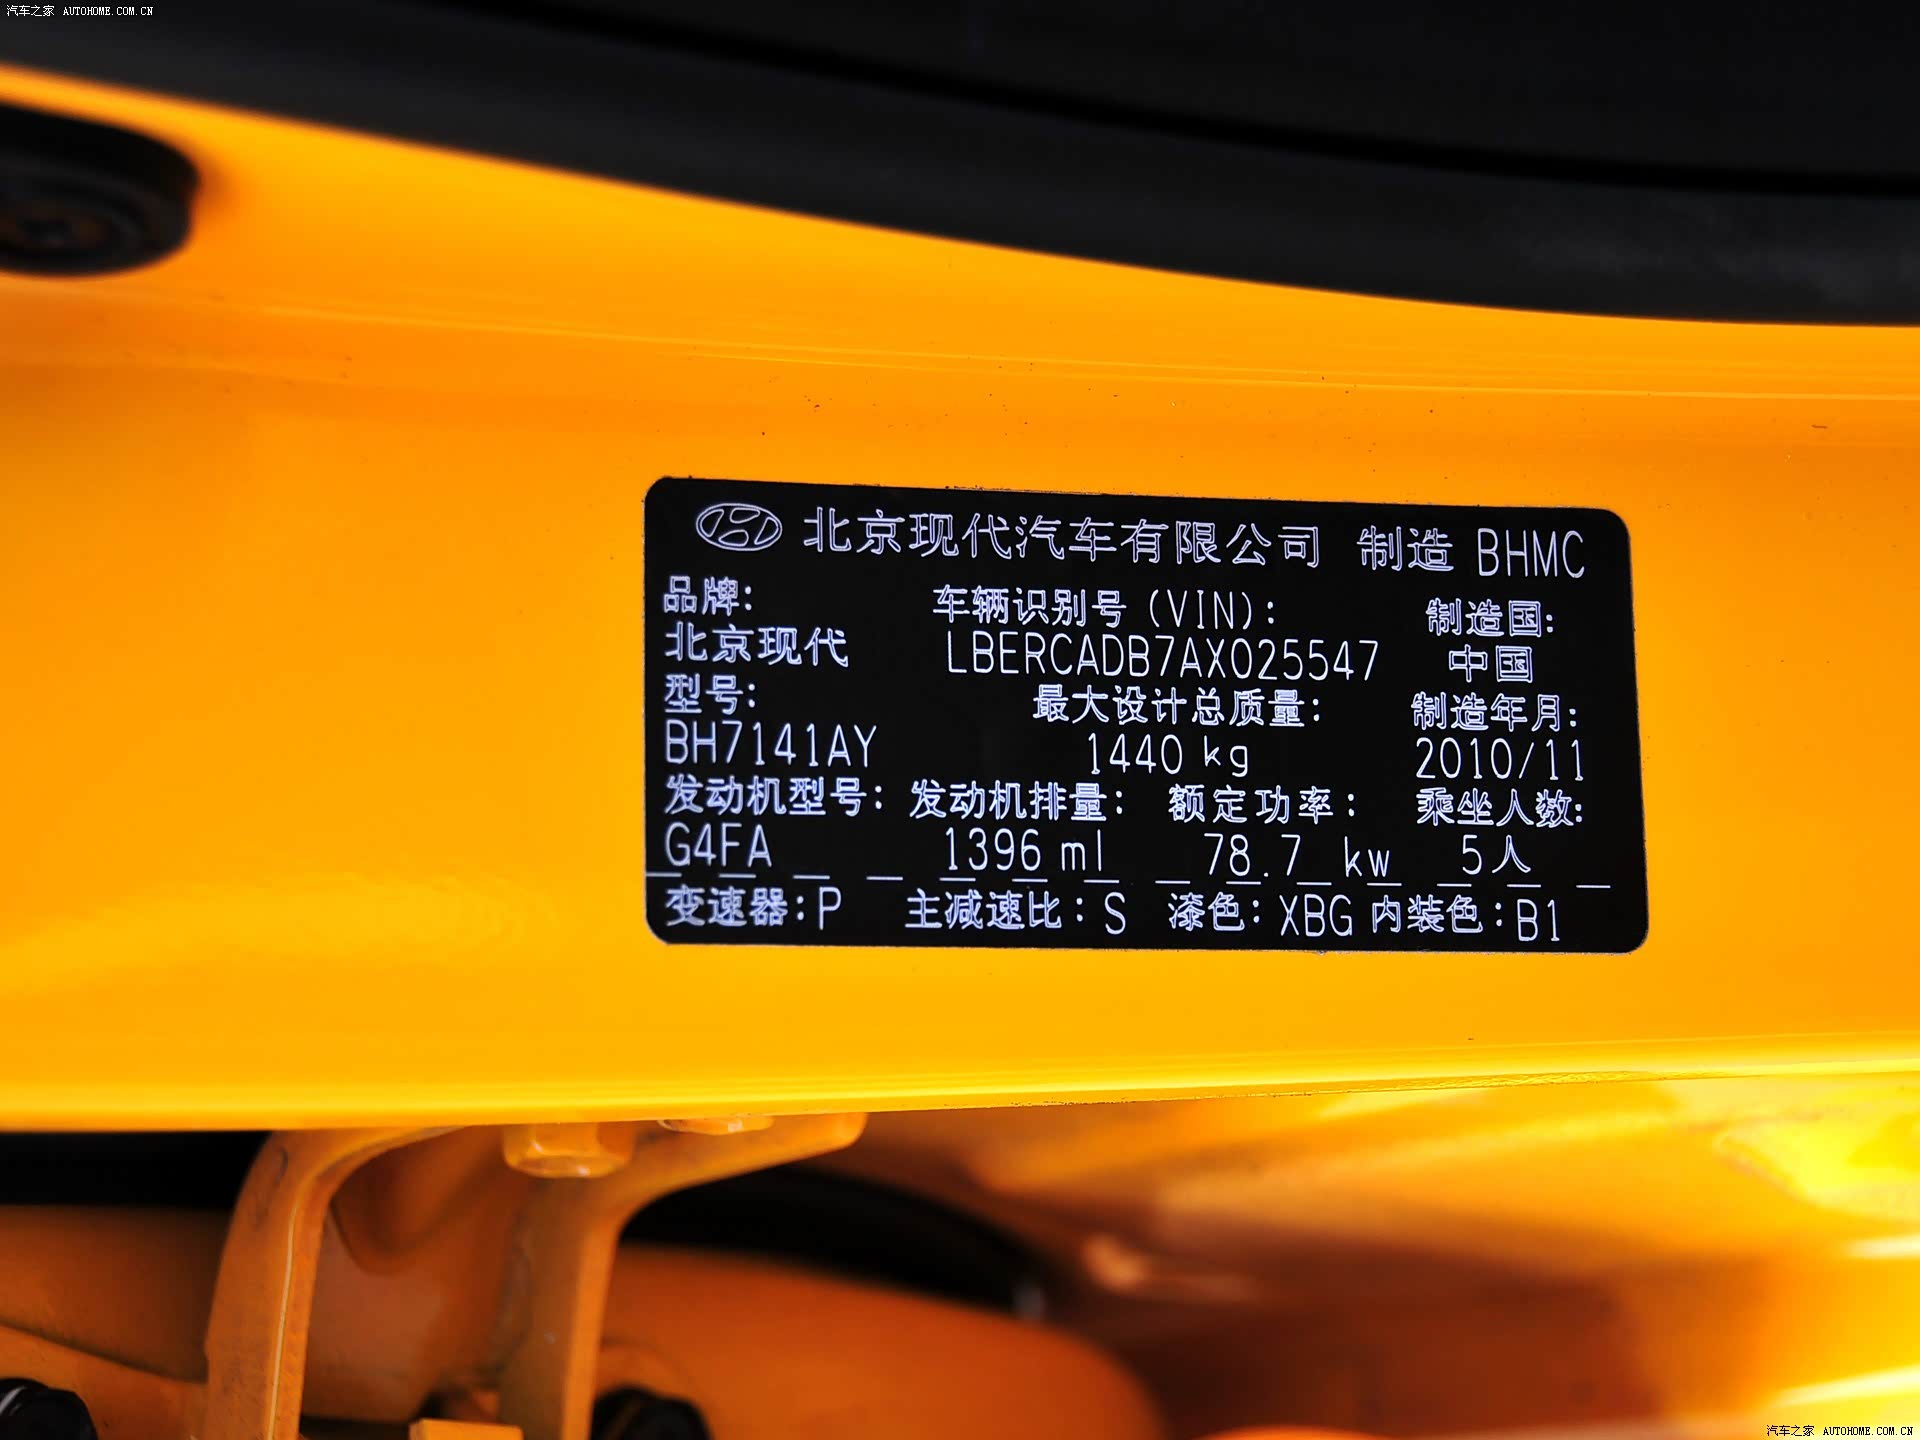 汽车之家 AUTOHOME.COM.CN
北京现代汽车有限公司 制造 BHMC
品牌: 车辆识别号 (VIN): 制造国:
北京现代 LBERCADB7AX025547 中国
型号: 最大设计总质量: 制造年月:
BH7141AY 1440 kg 2010/11
发动机型号: 发动机排量: 额定功率: 乘坐人数:
G4FA 1396 ml 78.7 kw 5人
变速器:P 主减速比:S 漆色:XBG 内装色:B1
汽车之家 AUTOHOME.COM.CN